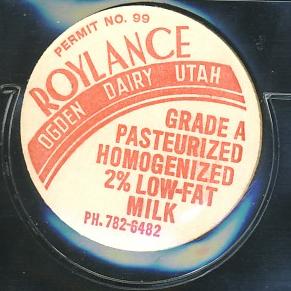 PERMIT NO. 99
ROYLANCE
OGDEN DAIRY UTAH
GRADE A
PASTEURIZED
HOMOGENIZED
2% LOW-FAT
MILK
PH. 782-6482